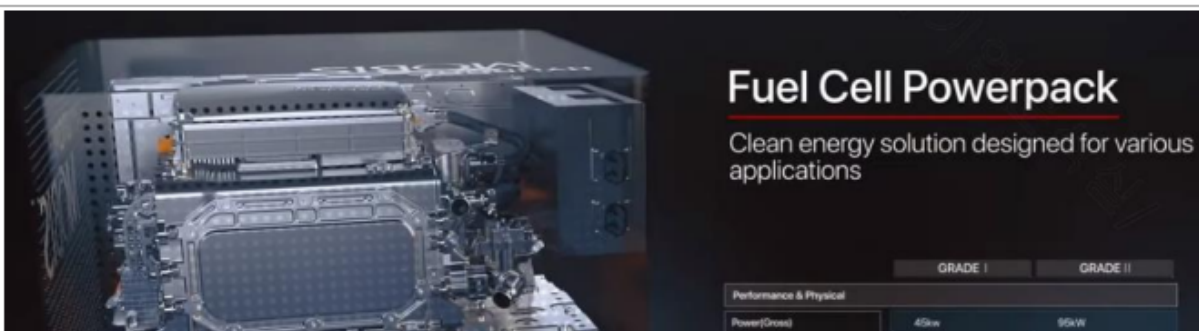 MOBIS
Fuel Cell Powerpack
Clean energy solution designed for various
applications
GRADE I
GRADE II
Performance & Physical
Power(Gross)
45kw
95kW